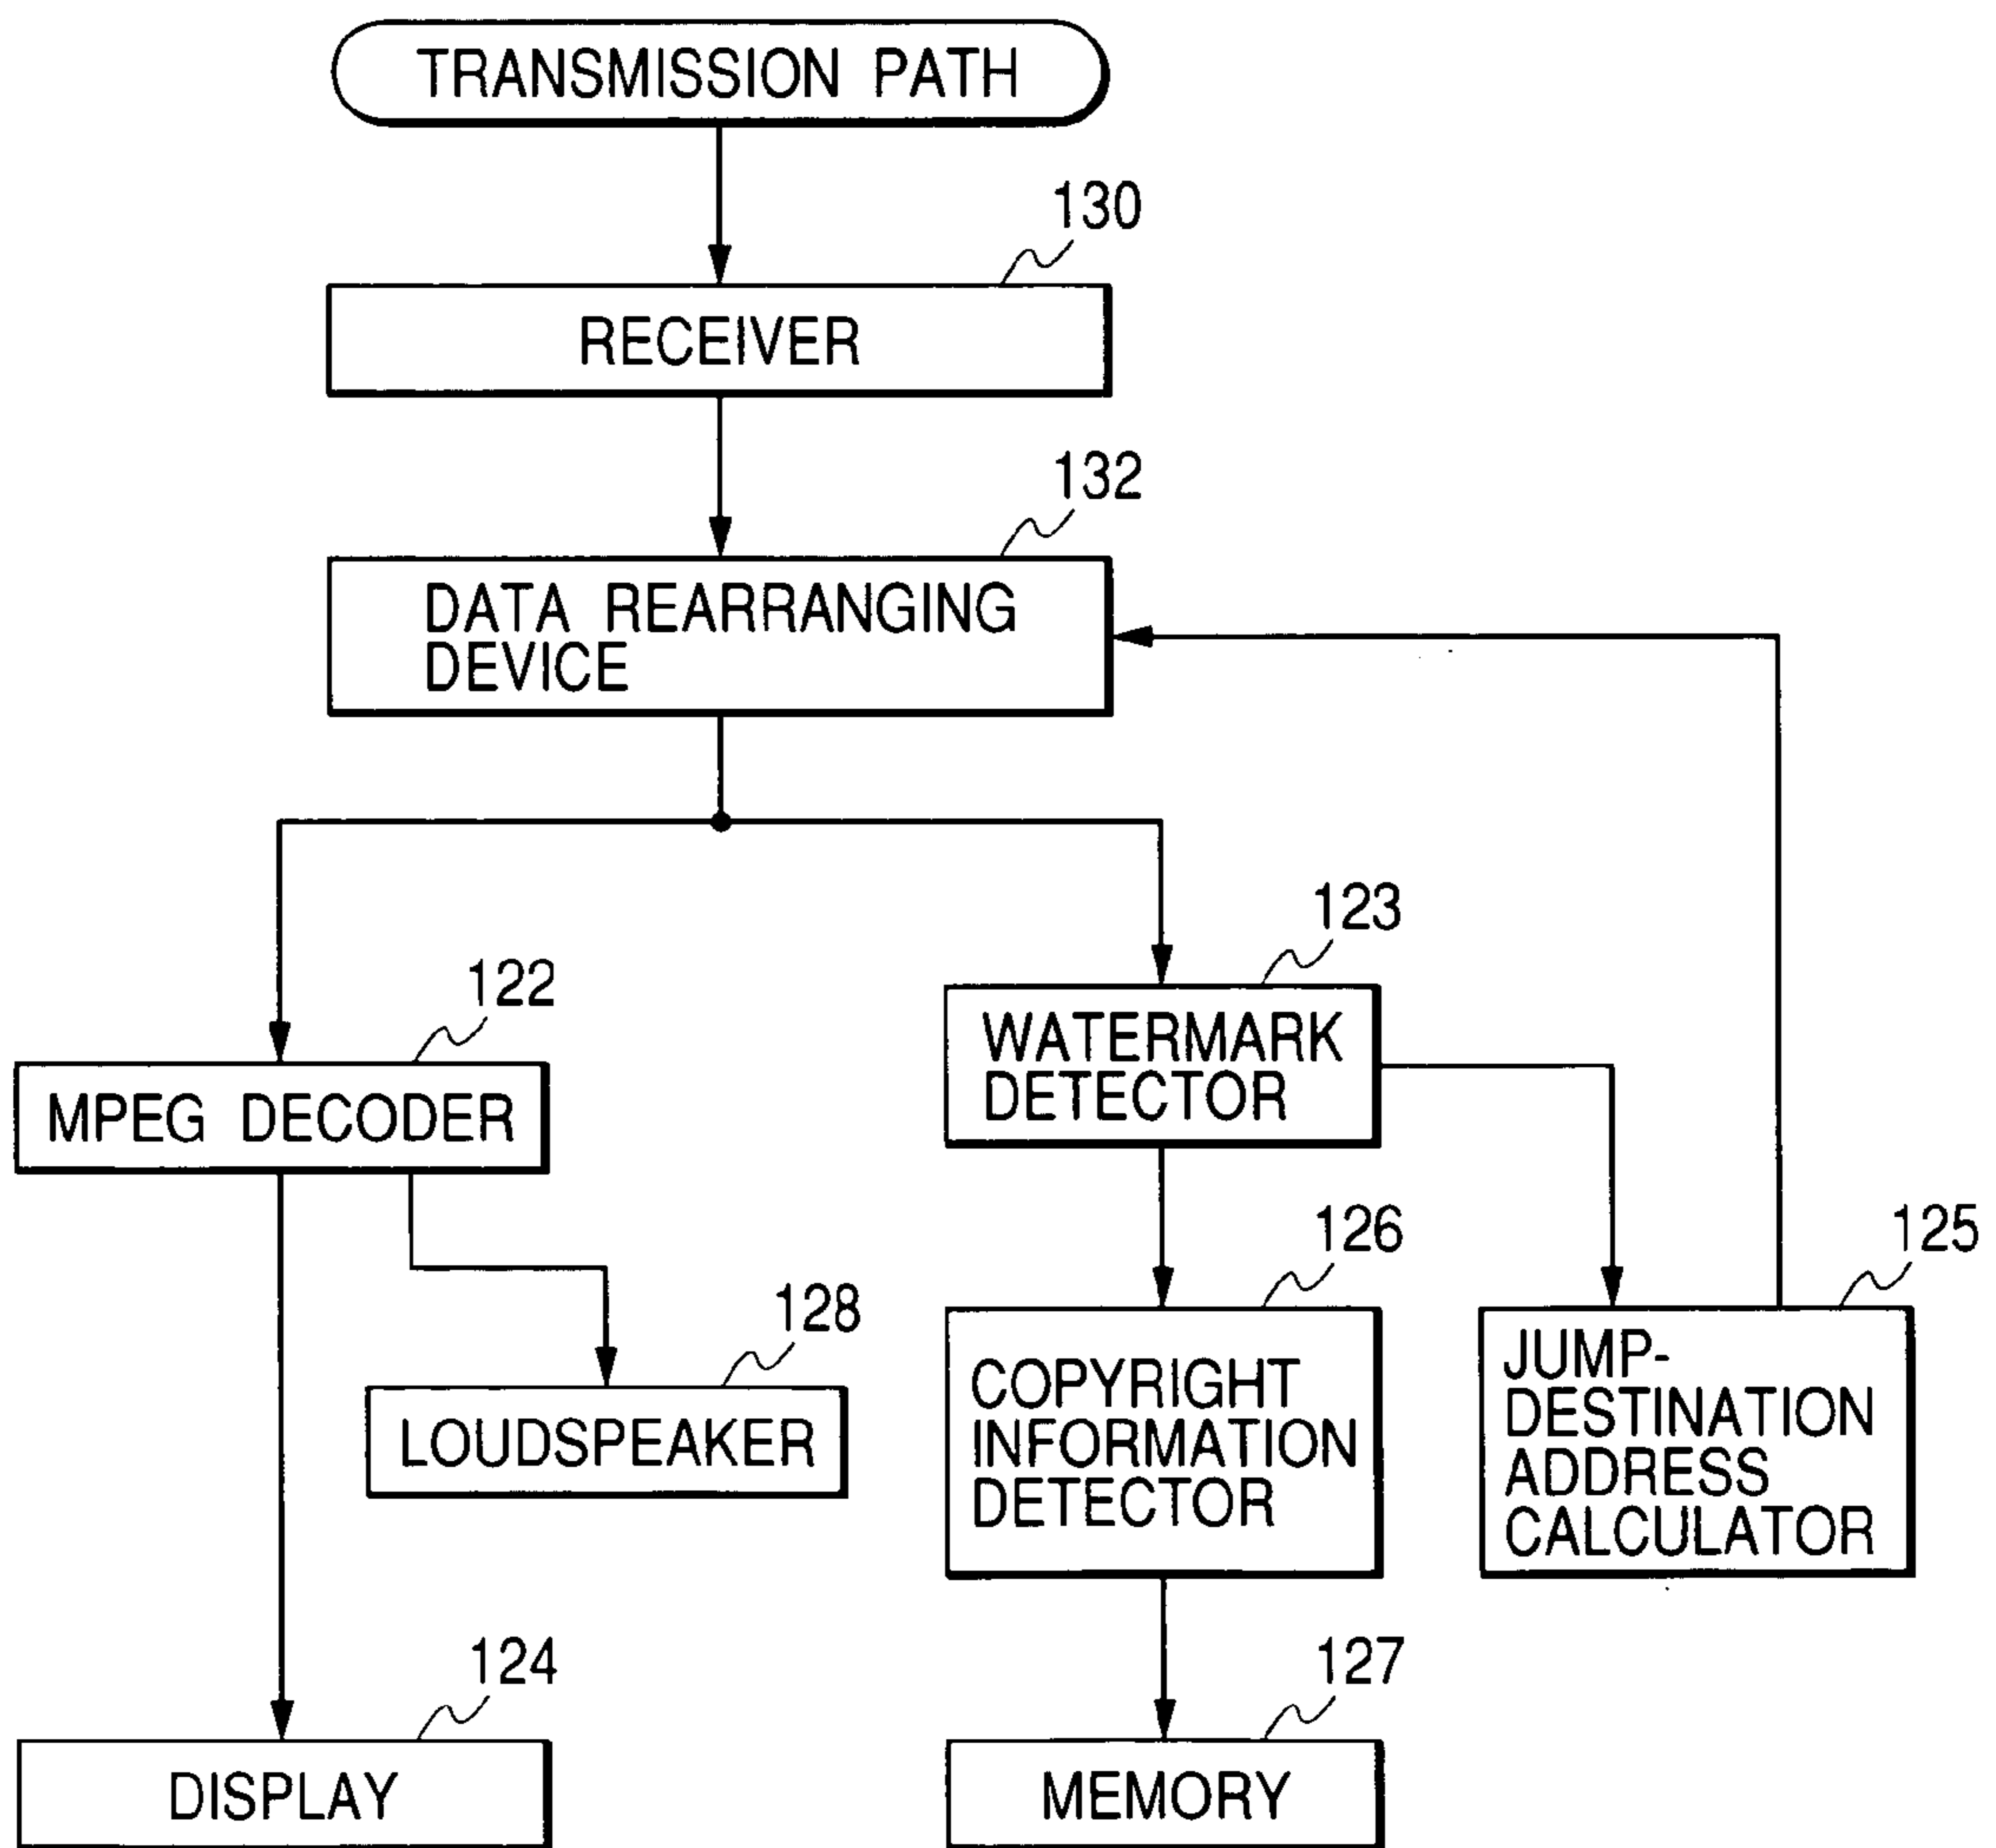 TRANSMISSION PATH
130
RECEIVER
132
DATA REARRANGING
DEVICE
123
122
WATERMARK
DETECTOR
MPEG DECODER
126
125
128
JUMP-
DESTINATION
ADDRESS
CALCULATOR
COPYRIGHT
INFORMATION
DETECTOR
LOUDSPEAKER
124
127
DISPLAY
MEMORY